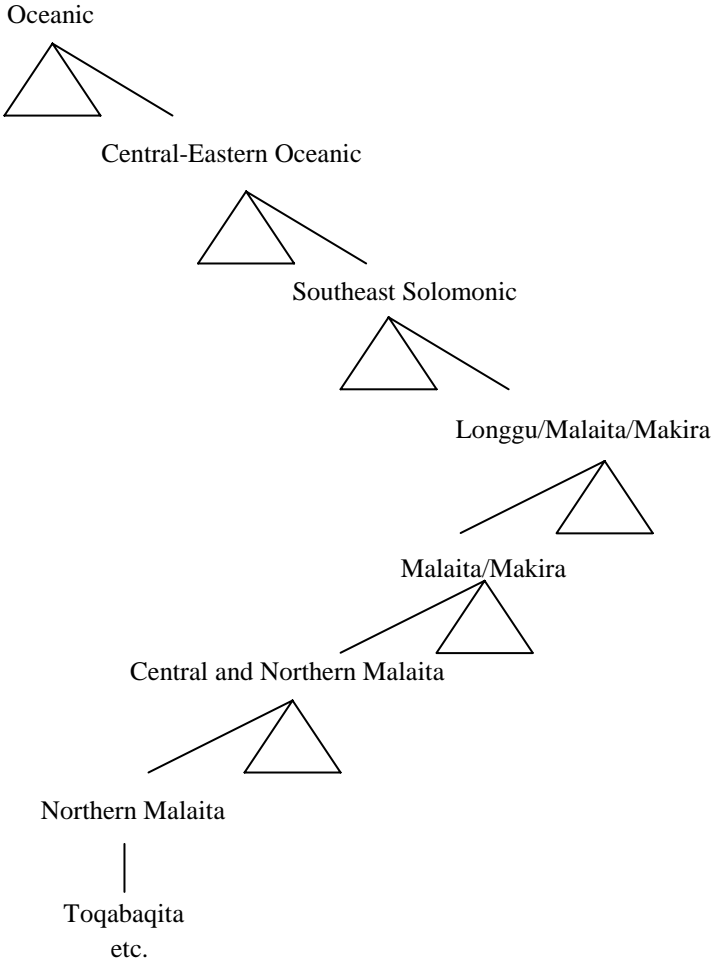 Oceanic
Central-Eastern Oceanic
Southeast Solomonic
Longgu/Malaita/Makira
Malaita/Makira
Central and Northern Malaita
Northern Malaita
Toqabaqita
etc.